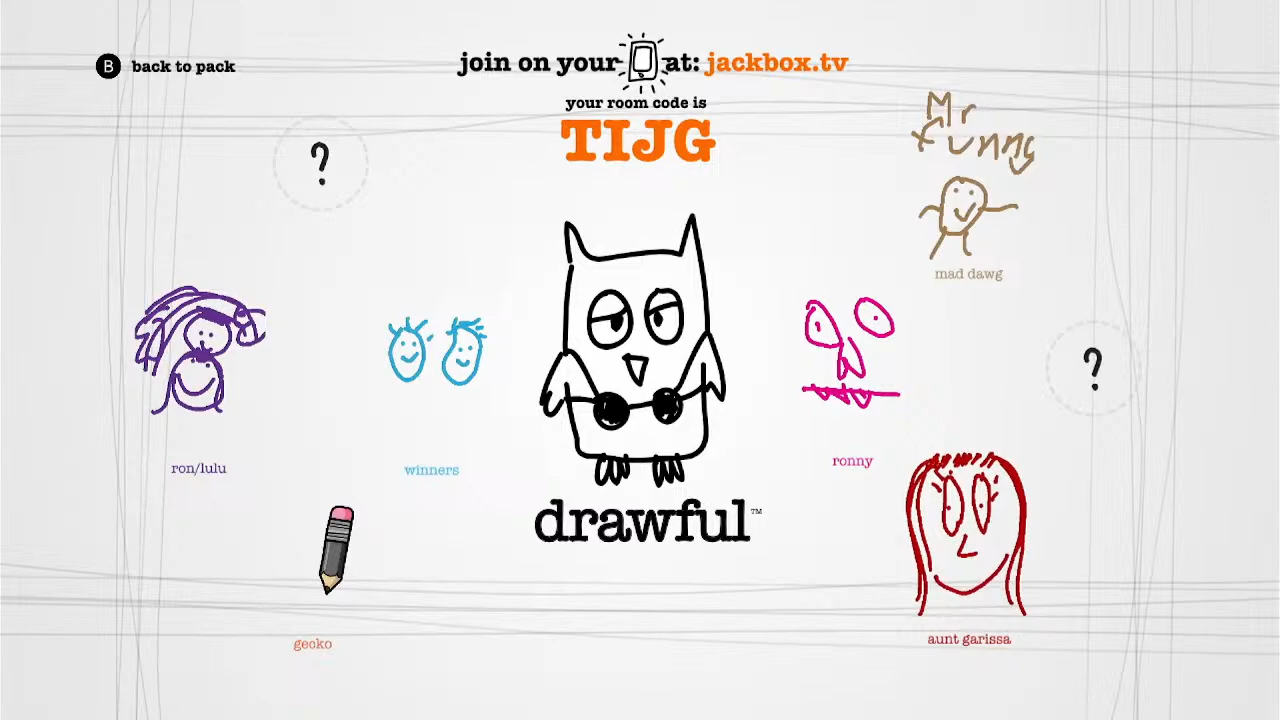 B back to pack
join on your at: jackbox.tv
your room code is
TIJG
?
Mr
Funny
mad dawg
?
ron/lulu
winners
ronny
drawful™
gecko
aunt garissa